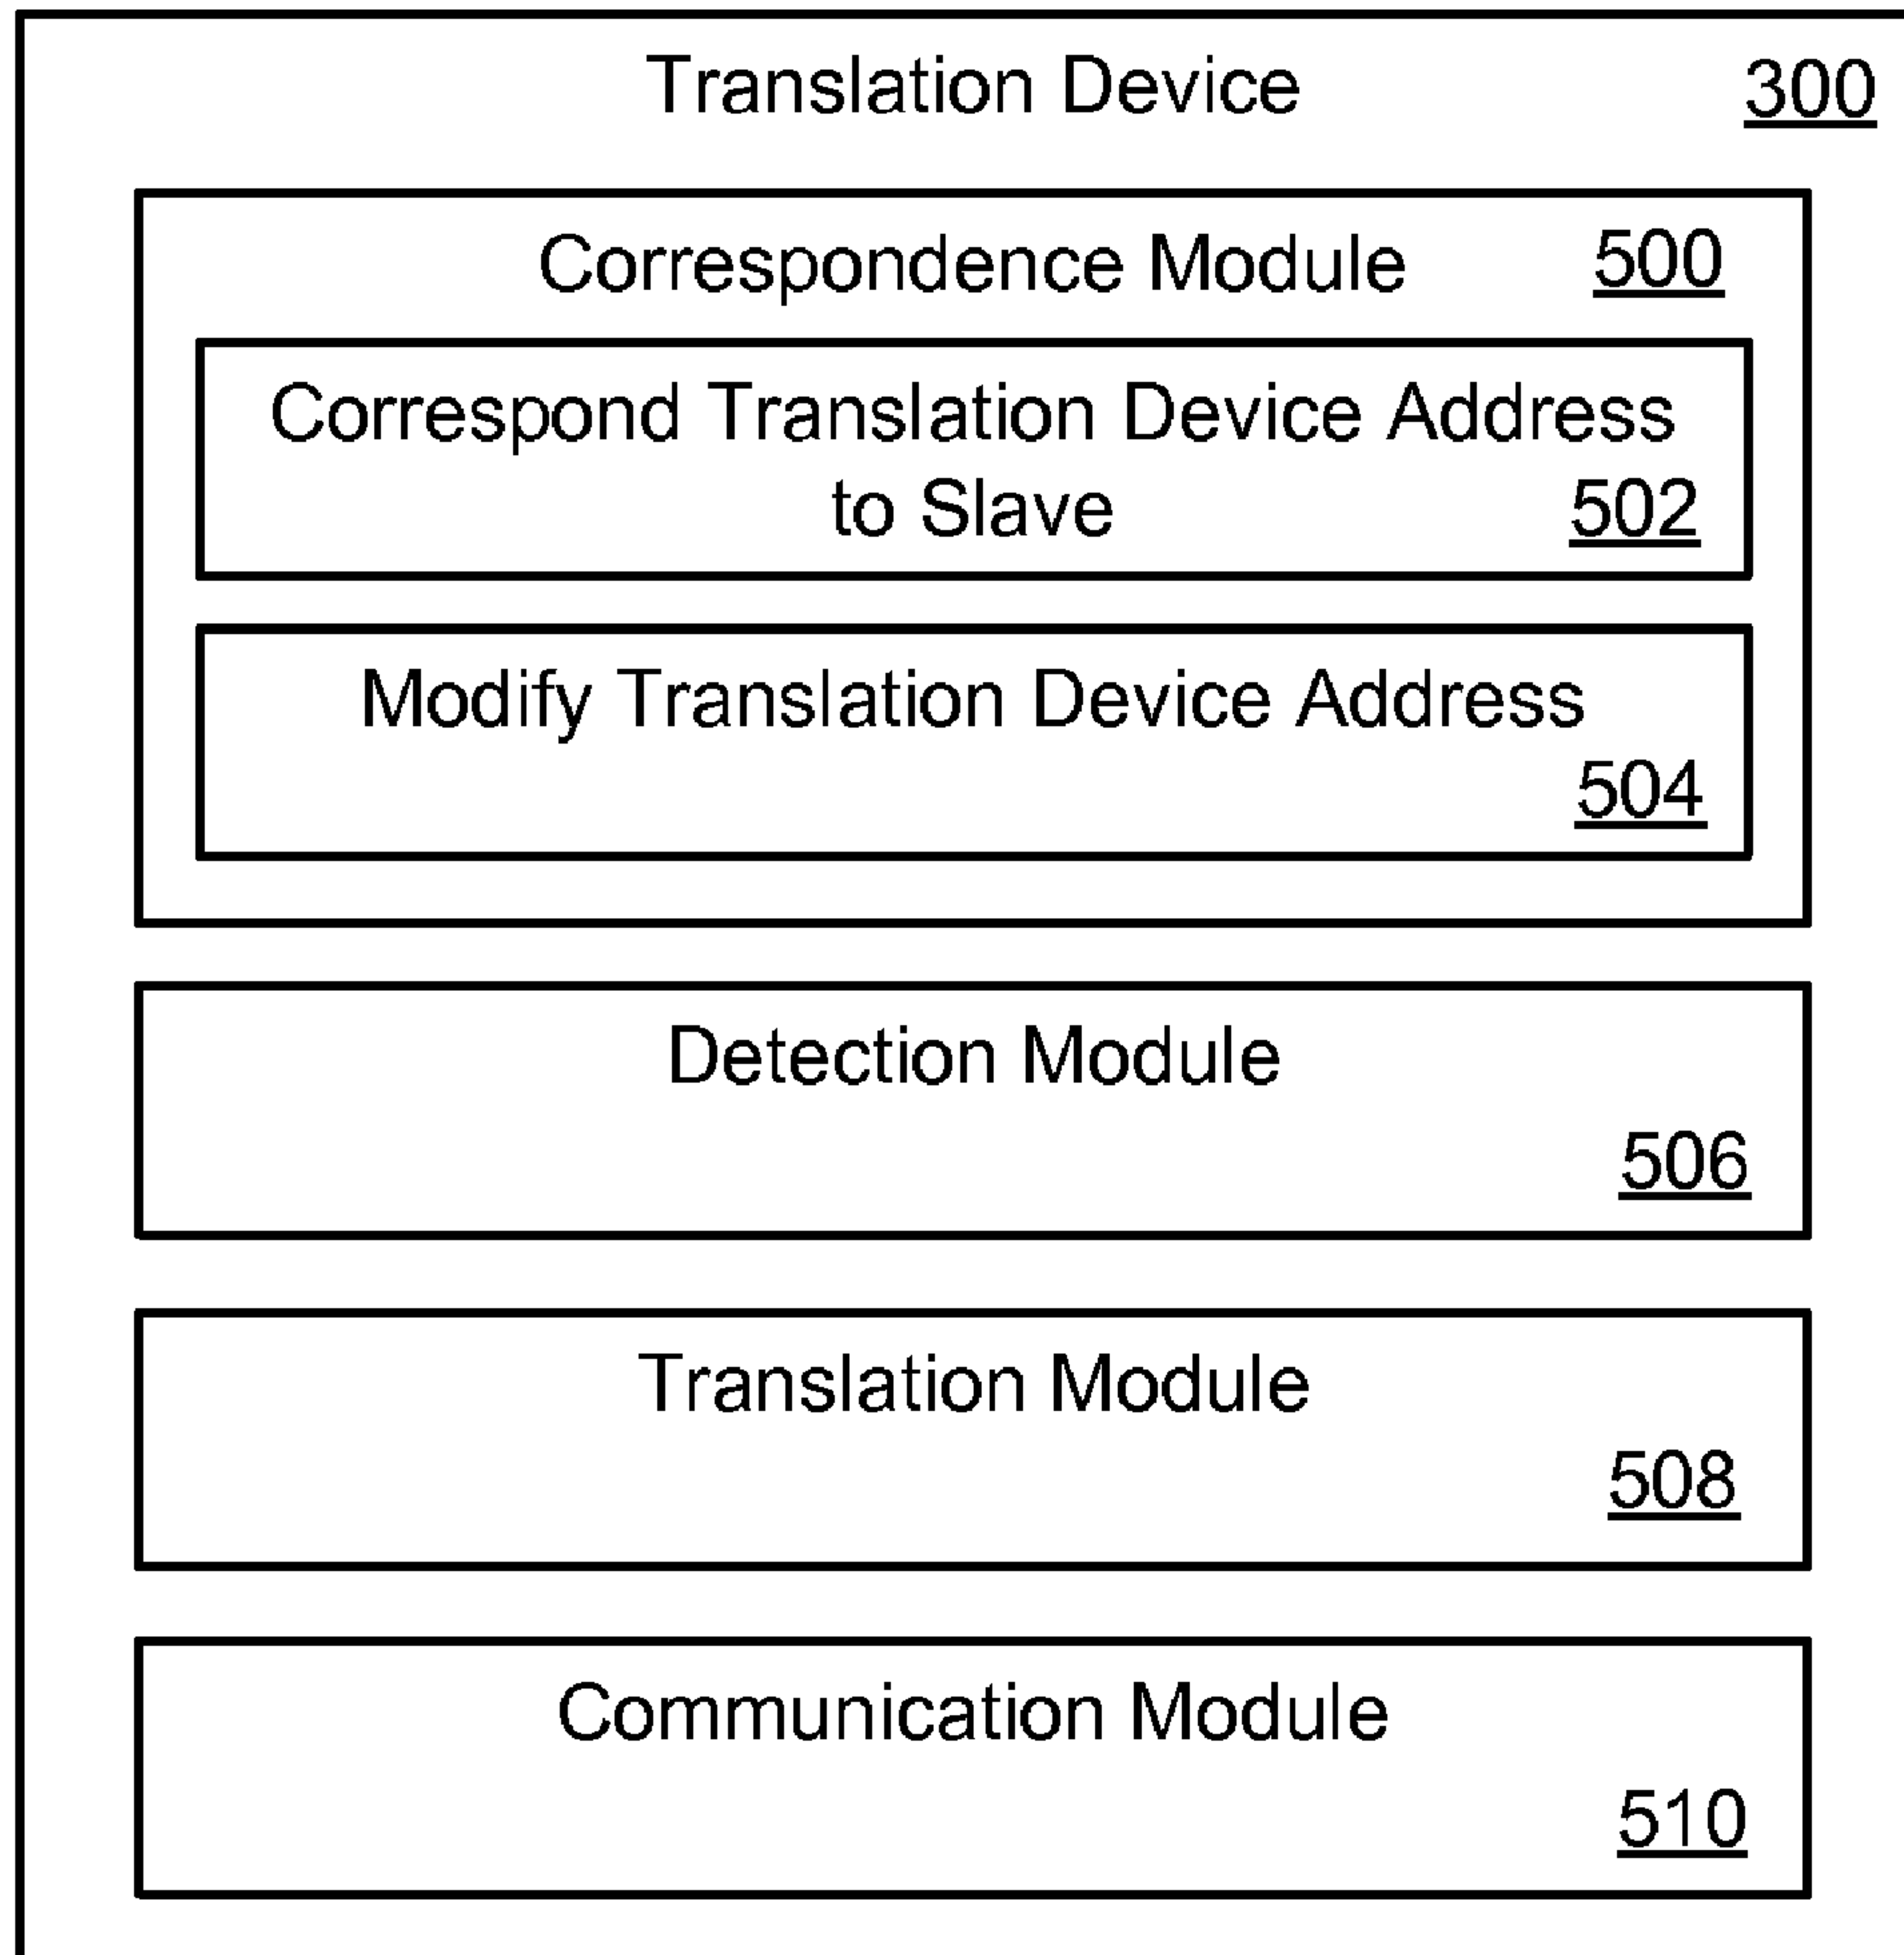 Translation Device 300
Correspondence Module 500
Correspond Translation Device Address
to Slave 502
Modify Translation Device Address
504
Detection Module
506
Translation Module
508
Communication Module
510